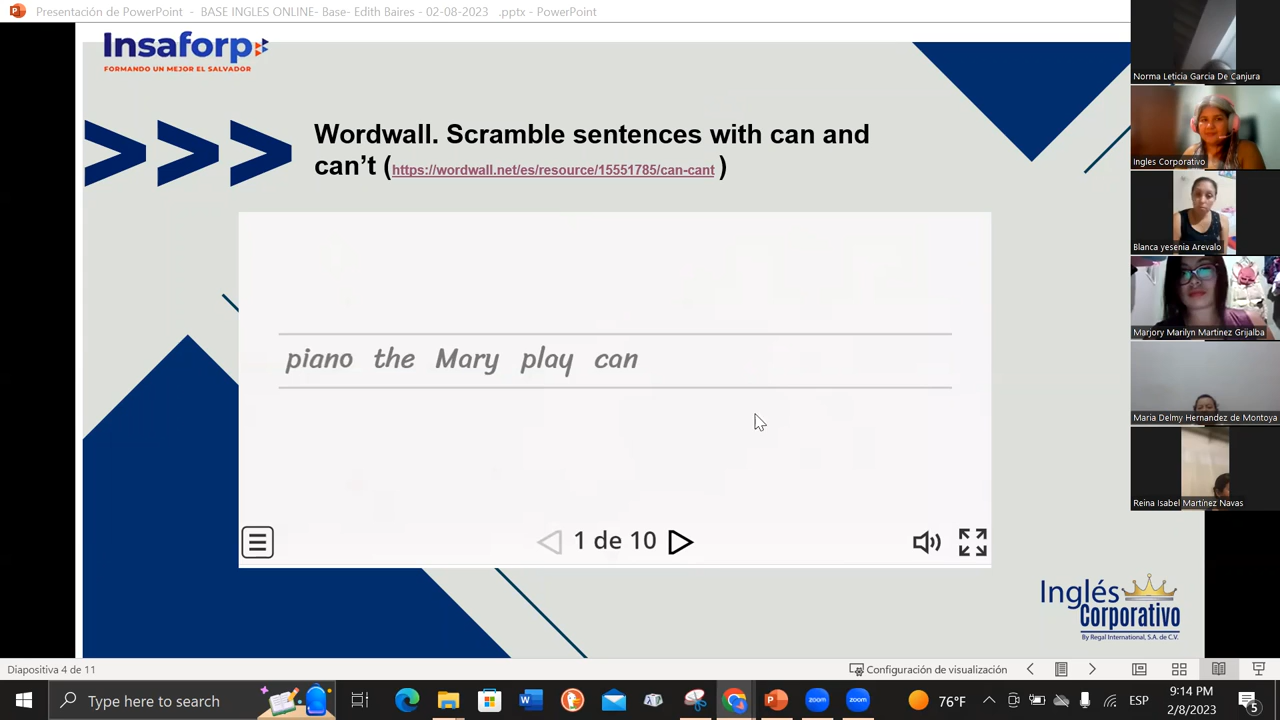 Presentación de PowerPoint - BASE INGLES ONLINE- Base- Edith Baires - 02-08-2023 .pptx - PowerPoint
Insaforp
FORMANDO UN MEJOR EL SALVADOR
Wordwall. Scramble sentences with can and
can't (https://wordwall.net/es/resource/15551785/can-cant )
piano the Mary play can
1 de 10
Inglés
Corporativo
By Regal International, S.A. de C.V.
Norma Leticia Garcia De Canjura
Ingles Corporativo
Blanca yesenia Arevalo
Marjory Marilyn Martinez Grijalba
Maria Delmy Hernandez de Montoya
Reina Isabel Martínez Navas
Diapositiva 4 de 11
Configuración de visualización
Type here to search
76°F
ESP
9:14 PM
2/8/2023
5